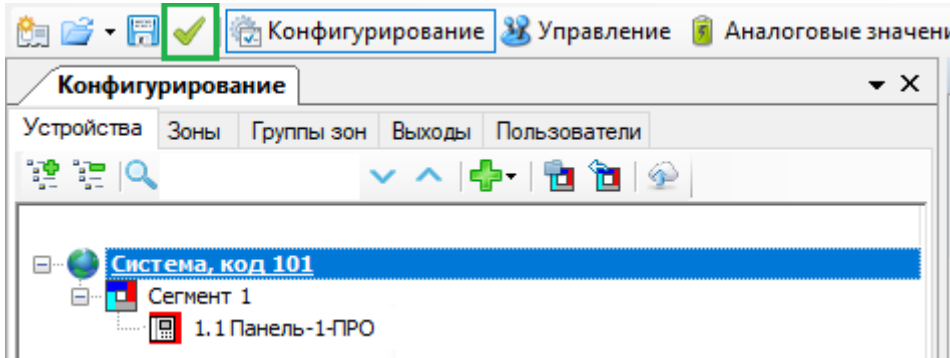 Конфигурирование Управление Аналоговые
Конфигурирование
Устройства Зоны Группы зон Выходы Пользователи
Система, код 101
Сегмент 1
1.1 Панель-1-ПРО